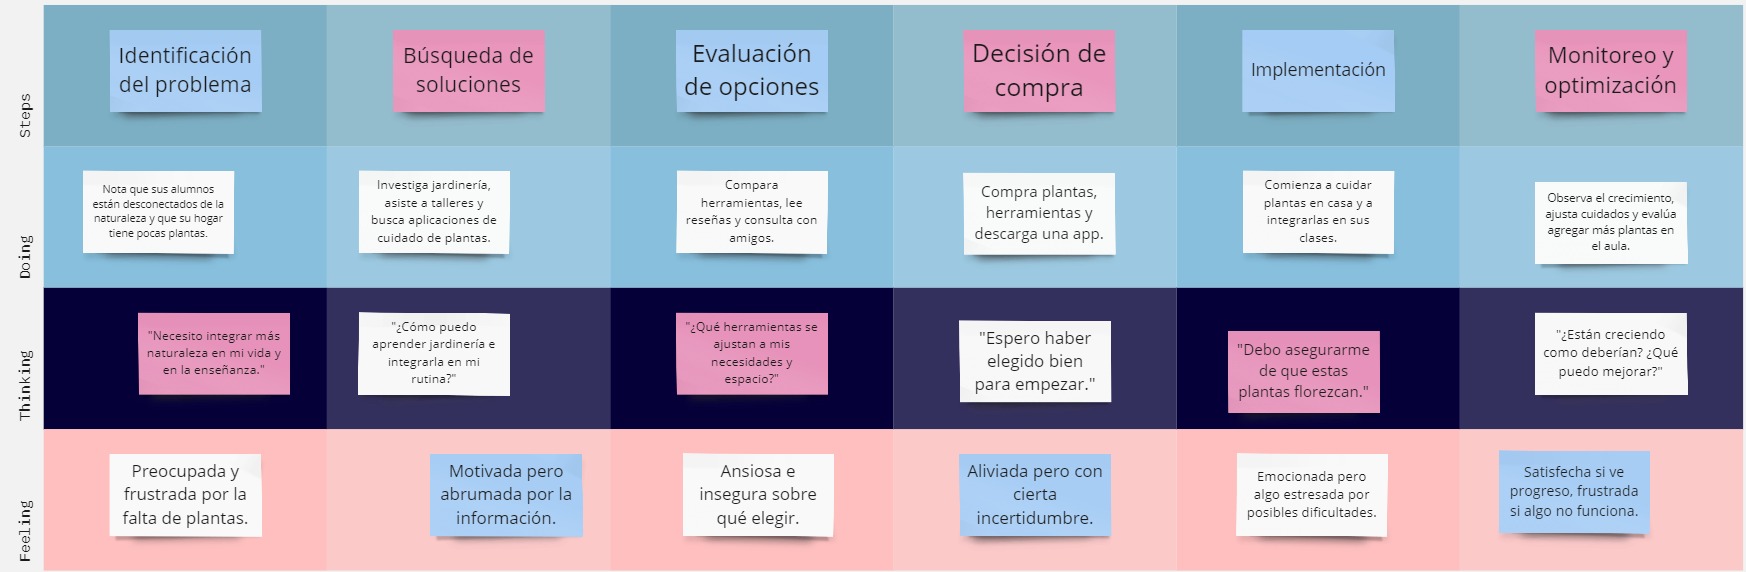 Steps
Identificación
del problema
Búsqueda de
soluciones
Evaluación
de opciones
Decisión de
compra
Implementación
Monitoreo y
optimización
Doing
Nota que sus alumnos
están desconectados de la
naturaleza y que su hogar
tiene pocas plantas.
Investiga jardinería,
asiste a talleres y
busca aplicaciones de
cuidado de plantas.
Compara
herramientas, lee
reseñas y consulta con
amigos.
Compra plantas,
herramientas y
descarga una app.
Comienza a cuidar
plantas en casa y a
integrarlas en sus
clases.
Observa el crecimiento,
ajusta cuidados y evalúa
agregar más plantas en
el aula.
Thinking
"Necesito integrar más
naturaleza en mi vida y
en la enseñanza."
"¿Cómo puedo
aprender jardinería e
integrarla en mi
rutina?"
"¿Qué herramientas se
ajustan a mis
necesidades y
espacio?"
"Espero haber
elegido bien
para empezar."
"Debo asegurarme
de que estas
plantas florezcan."
"¿Están creciendo
como deberían? ¿Qué
puedo mejorar?"
Feeling
Preocupada y
frustrada por la
falta de plantas.
Motivada pero
abrumada por la
información.
Ansiosa e
insegura sobre
qué elegir.
Aliviada pero con
cierta
incertidumbre.
Emocionada pero
algo estresada por
posibles dificultades.
Satisfecha si ve
progreso, frustrada
si algo no funciona.